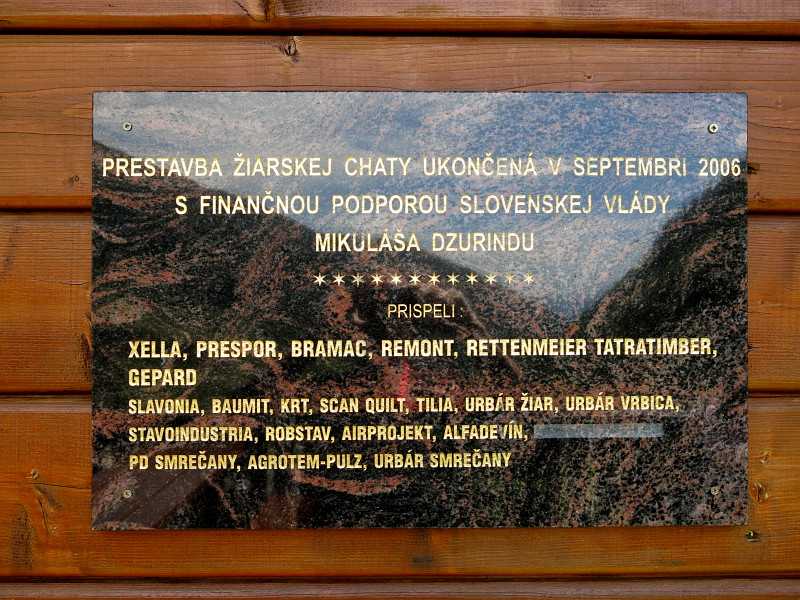 PRESTAVBA ŽIARSKEJ CHATY UKONČENÁ V SEPTEMBRI 2006
S FINANČNOU PODPOROU SLOVENSKEJ VLÁDY
MIKULÁŠA DZURINDU
************
PRISPELI :
XELLA, PRESPOR, BRAMAC, REMONT, RETTENMEIER TATRATIMBER,
GEPARD
SLAVONIA, BAUMIT, KRT, SCAN QUILT, TILIA, URBÁR ŽIAR, URBÁR VRBICA,
STAVOINDUSTRIA, ROBSTAV, AIRPROJEKT, ALFADEVÍN,
PD SMREČANY, AGROTEM-PULZ, URBÁR SMREČANY